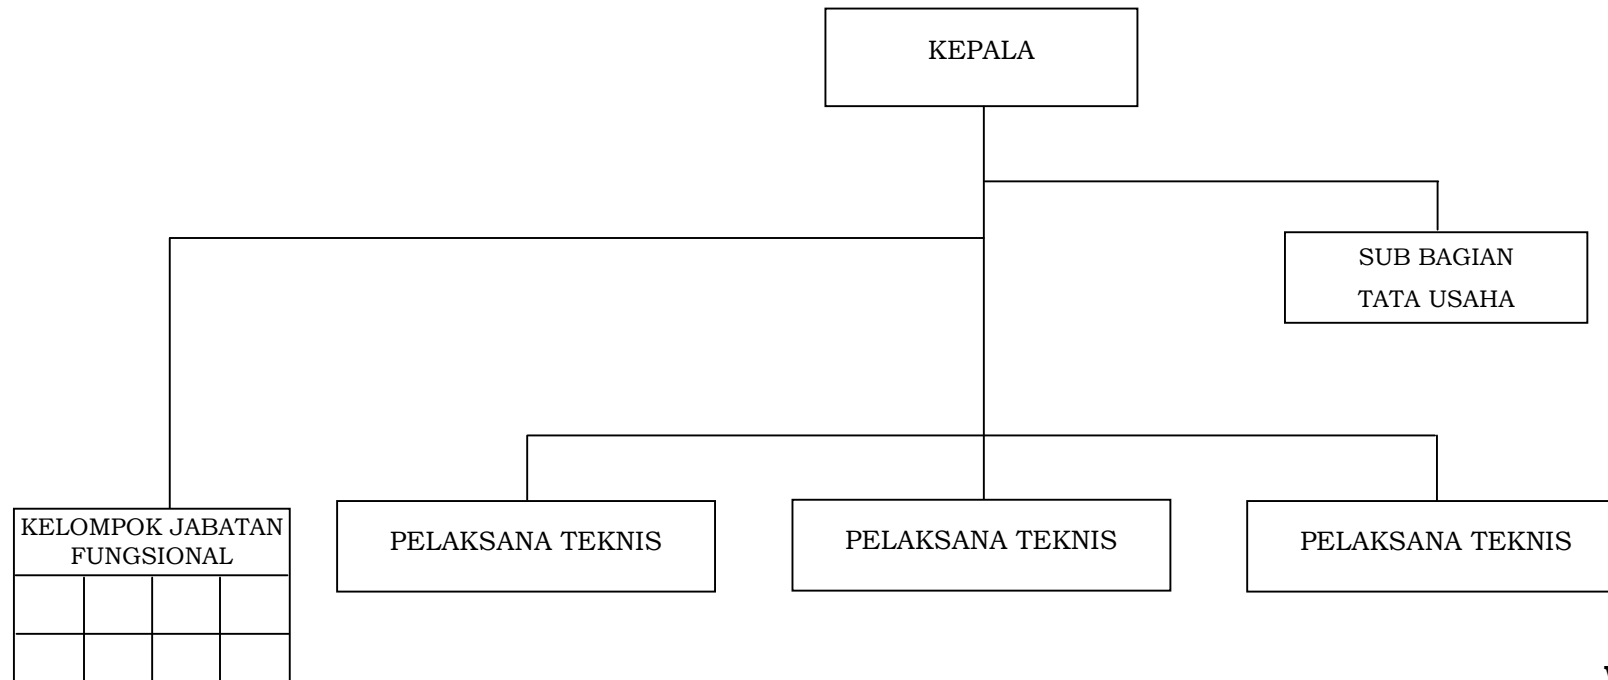 KEPALA
SUB BAGIAN
TATA USAHA
KELOMPOK JABATAN
FUNGSIONAL
PELAKSANA TEKNIS
PELAKSANA TEKNIS
PELAKSANA TEKNIS